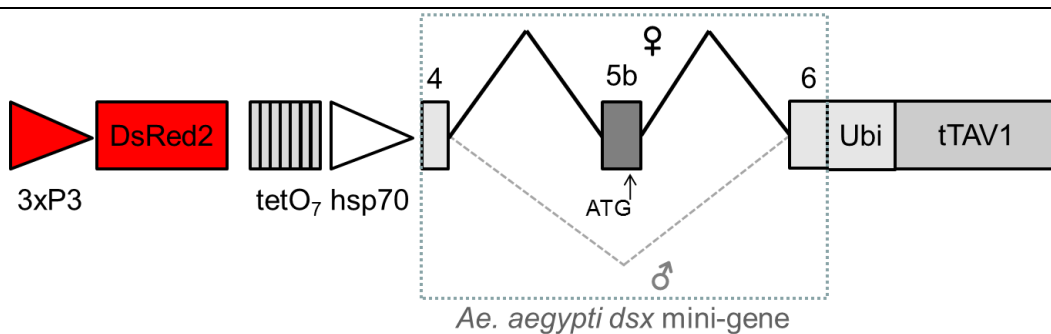 ♀
4 5b 6
DsRed2 Ubi tTAV1
ATG
3xP3 tetO₇ hsp70
♂
Ae. aegypti dsx mini-gene